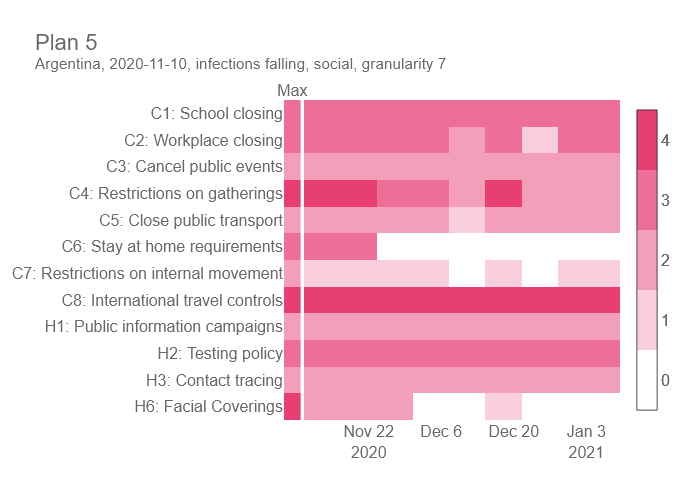 Plan 5
Argentina, 2020-11-10, infections falling, social, granularity 7
Max
C1: School closing
C2: Workplace closing
C3: Cancel public events
C4: Restrictions on gatherings
C5: Close public transport
C6: Stay at home requirements
C7: Restrictions on internal movement
C8: International travel controls
H1: Public information campaigns
H2: Testing policy
H3: Contact tracing
H6: Facial Coverings
4
3
2
1
0
Nov 22 Dec 6 Dec 20 Jan 3
2020 2021